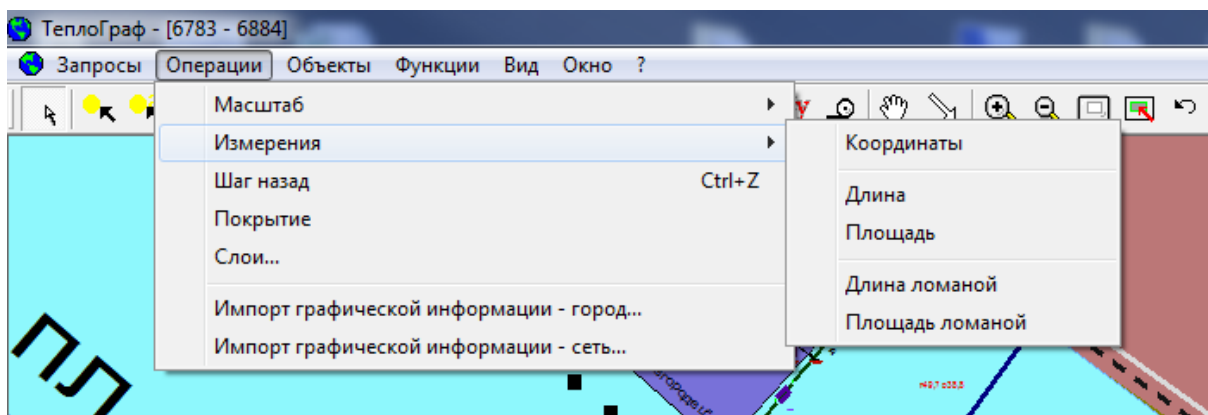 ТеплоГраф - [6783 - 6884]
Запросы Операции Объекты Функции Вид Окно ?
Масштаб
Измерения
Шаг назад Ctrl+Z
Покрытие
Слои...
Импорт графической информации - город...
Импорт графической информации - сеть...
Координаты
Длина
Площадь
Длина ломаной
Площадь ломаной
ПЛ